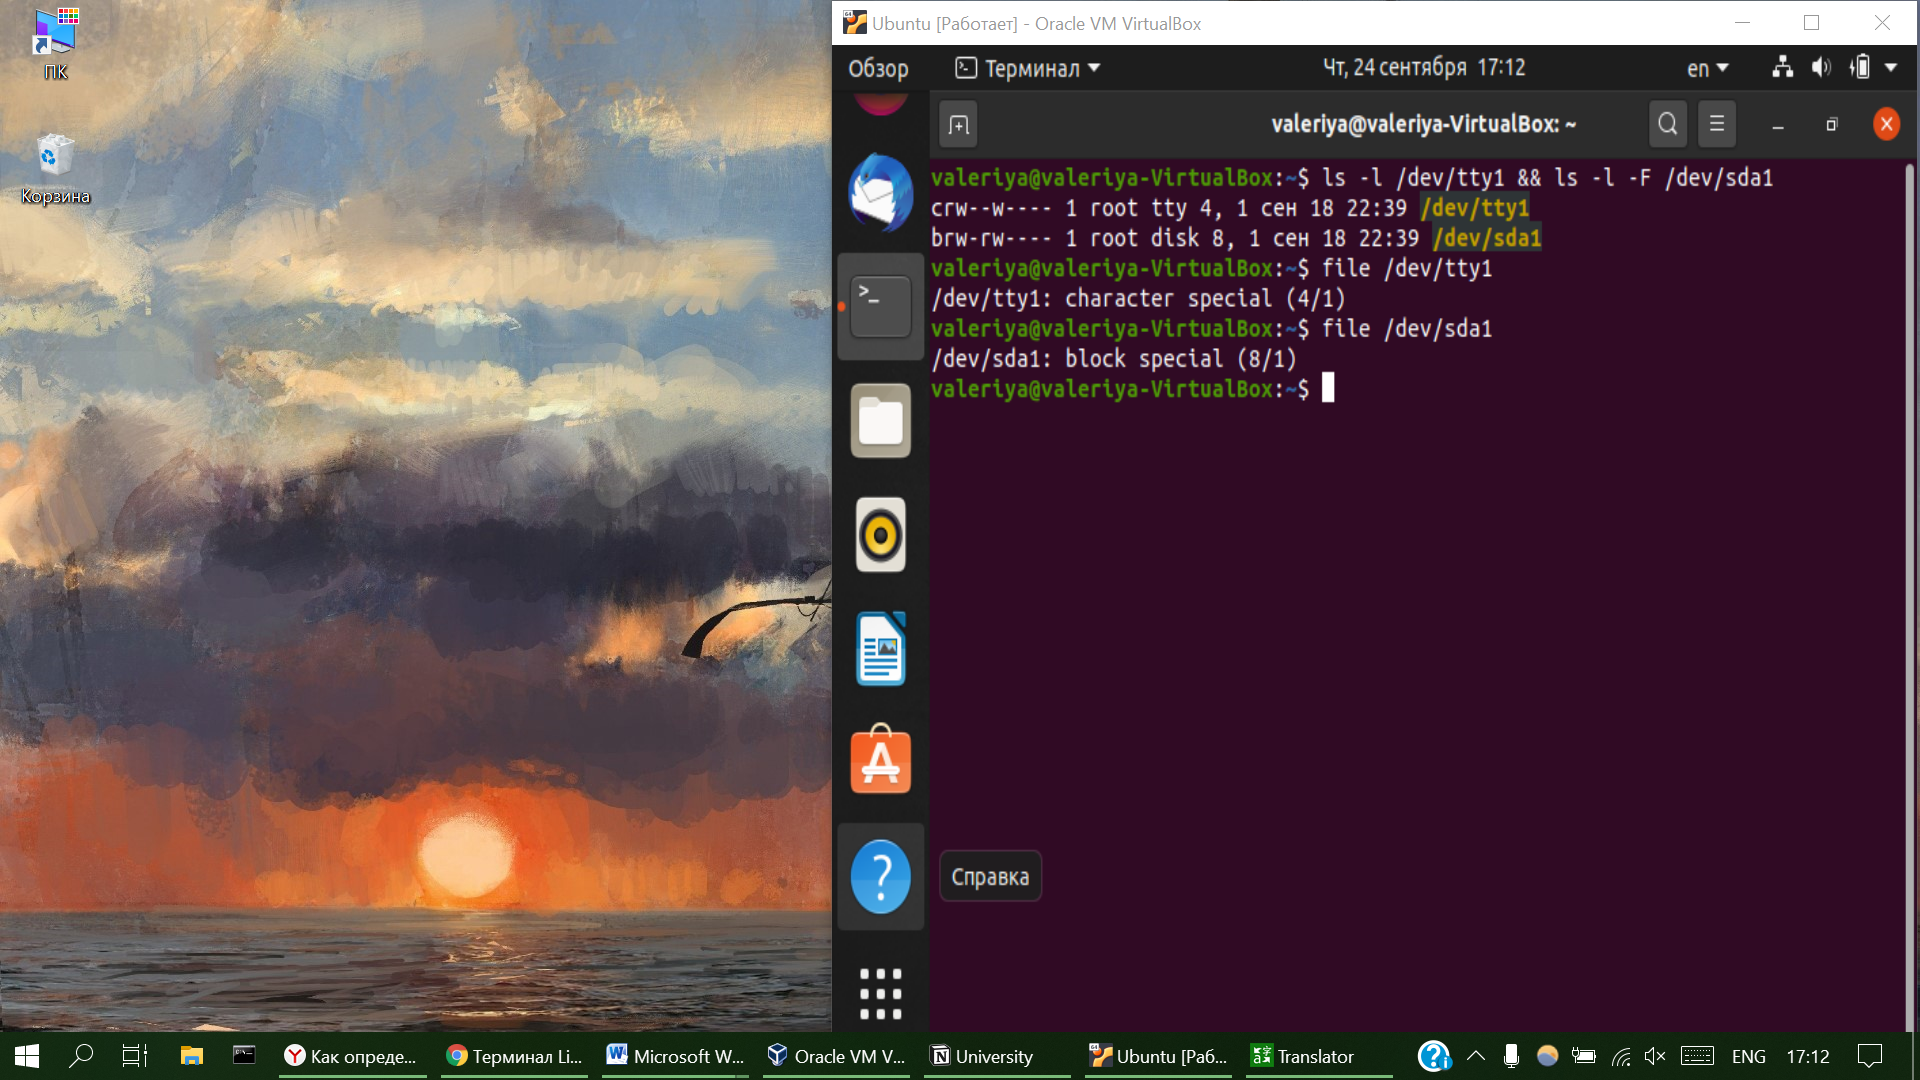 ПК
Корзина
Ubuntu [Работает] - Oracle VM VirtualBox
Обзор
Терминал
Чт, 24 сентября 17:12
en
valeriya@valeriya-VirtualBox: ~
valeriya@valeriya-VirtualBox:~$ ls -l /dev/tty1 && ls -l -F /dev/sda1
crw--w---- 1 root tty 4, 1 сен 18 22:39 /dev/tty1
brw-rw---- 1 root disk 8, 1 сен 18 22:39 /dev/sda1
valeriya@valeriya-VirtualBox:~$ file /dev/tty1
/dev/tty1: character special (4/1)
valeriya@valeriya-VirtualBox:~$ file /dev/sda1
/dev/sda1: block special (8/1)
valeriya@valeriya-VirtualBox:~$
Справка
Как опреде...
Терминал Li...
Microsoft W...
Oracle VM V...
University
Ubuntu [Раб...
Translator
ENG
17:12